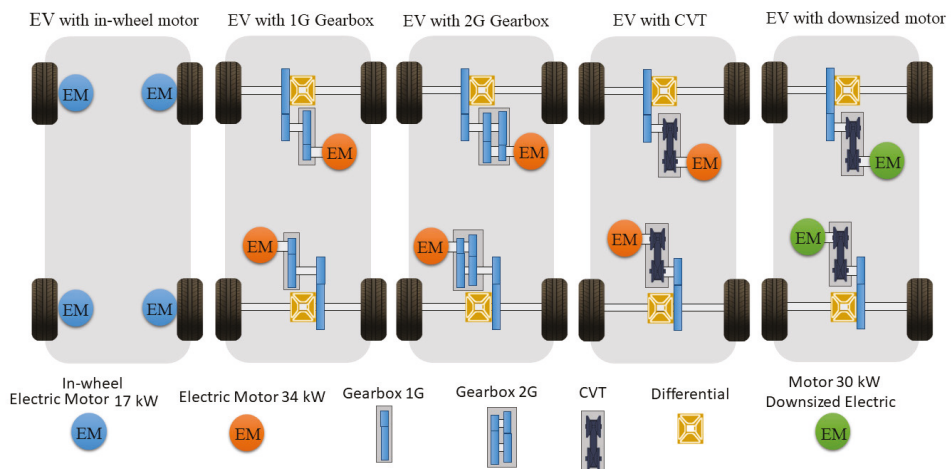 EV with in-wheel motor
EV with 1G Gearbox
EV with 2G Gearbox
EV with CVT
EV with downsized motor
EM
EM
EM
EM
EM
EM
EM
EM
EM
EM
EM
EM
In-wheel
Electric Motor 17 kW
Electric Motor 34 kW
Gearbox 1G
Gearbox 2G
CVT
Differential
Motor 30 kW
Downsized Electric
EM
EM
EM